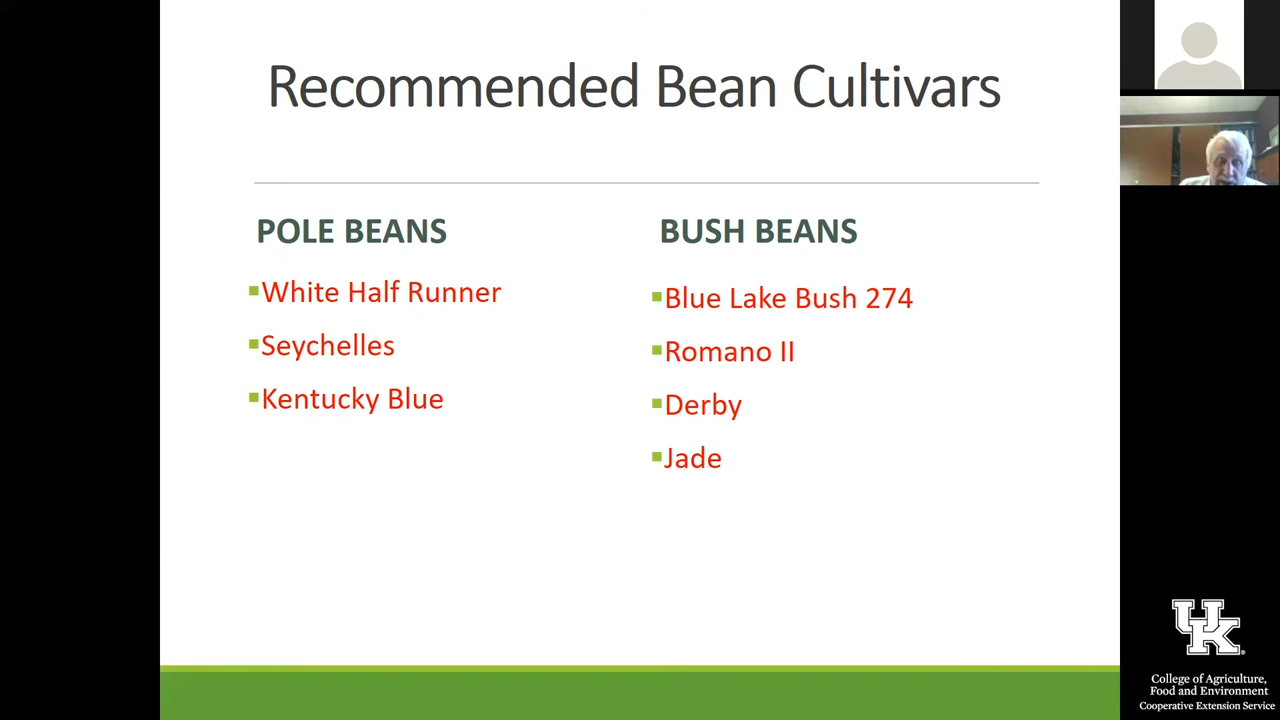 Recommended Bean Cultivars
POLE BEANS
White Half Runner
Seychelles
Kentucky Blue
BUSH BEANS
Blue Lake Bush 274
Romano II
Derby
Jade
UK
College of Agriculture,
Food and Environment
Cooperative Extension Service